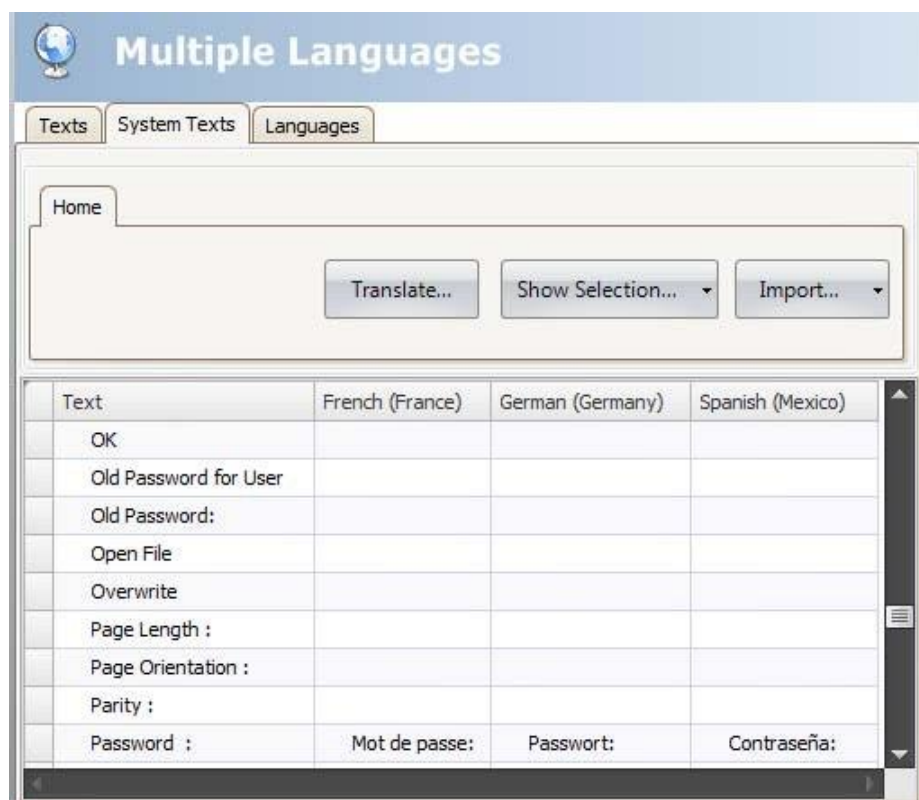 Multiple Languages
Texts System Texts Languages
Home
Translate... Show Selection... Import...
Text French (France) German (Germany) Spanish (Mexico)
OK
Old Password for User
Old Password:
Open File
Overwrite
Page Length :
Page Orientation :
Parity :
Password : Mot de passe: Passwort: Contraseña: